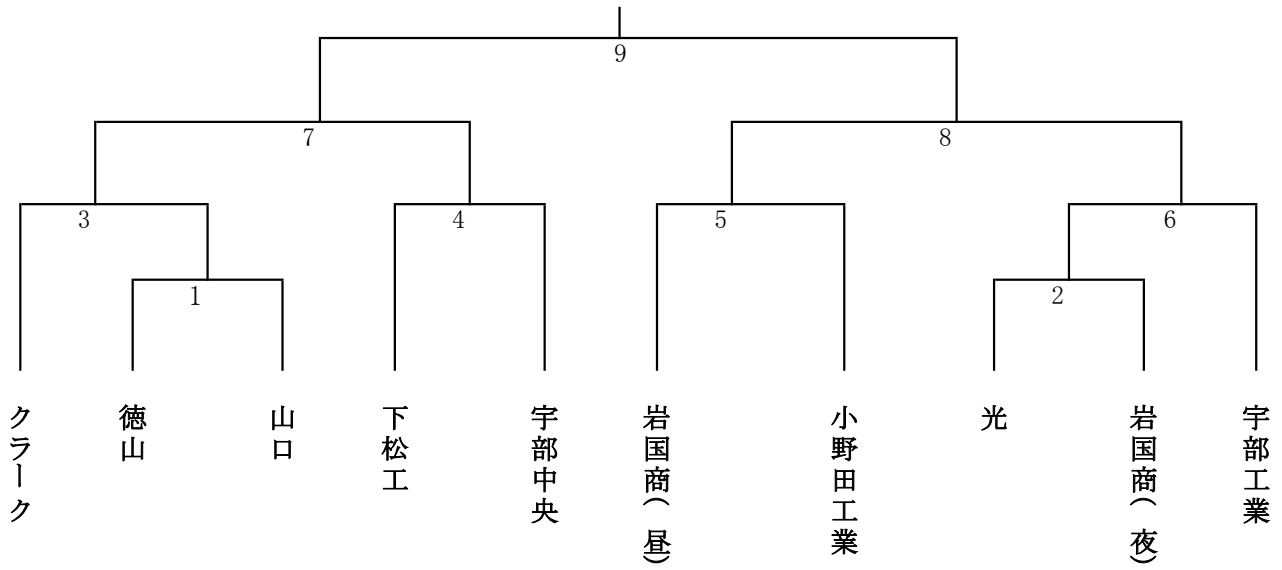 9
7
8
3
4
5
6
1
2
クラーク
徳山
山口
下松工
宇部中央
岩国商(昼)
小野田工業
光
岩国商(夜)
宇部工業